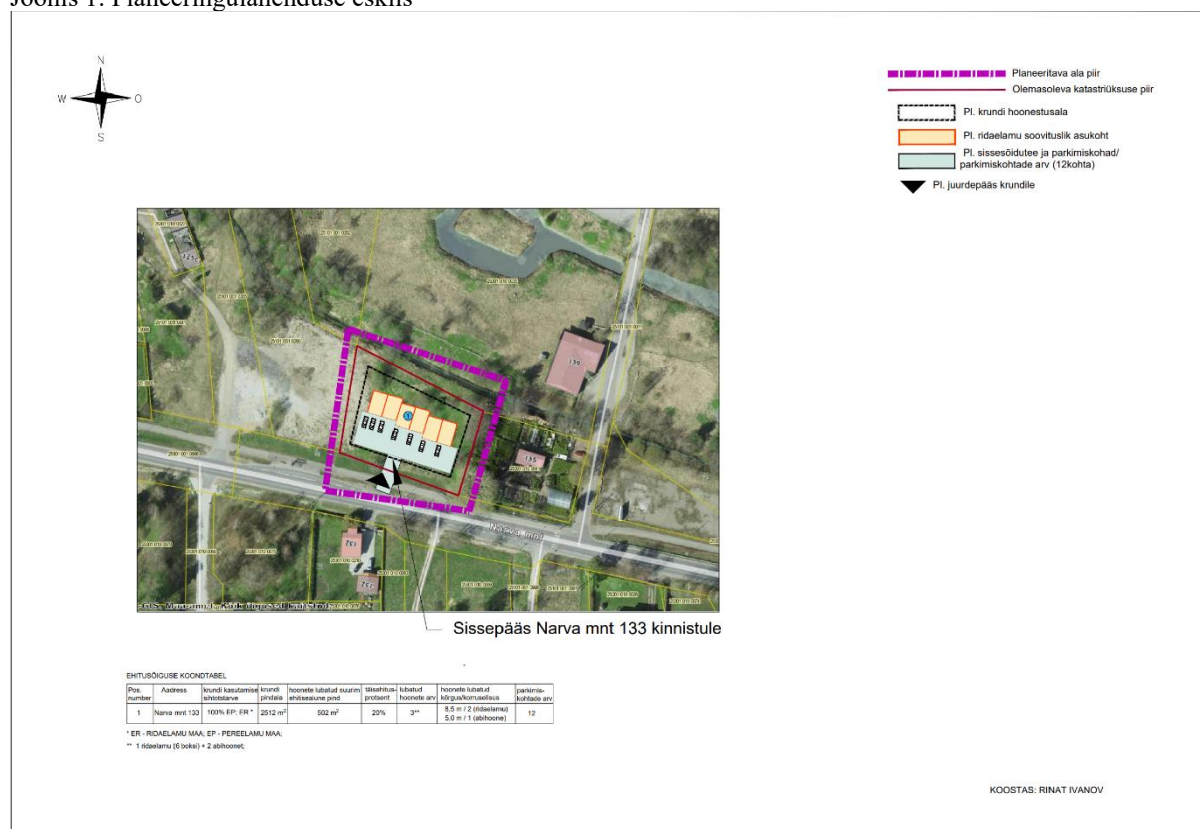 Joonis 1. Planeeringulahenduse eskiis
N
W
O
S
Planeeritava ala piir
Olemasoleva katastriüksuse piir
Pl. krundi hoonestusala
Pl. ridaelamu soovituslik asukoht
Pl. sissesõidutee ja parkimiskohad/
parkimiskohtade arv (12kohta)
Pl. juurdepääs krundile
139
135
1
Narva mnt
132
Sissepääs Narva mnt 133 kinnistule
EHITUSÕIGUSE KOONDTABEL
Pos. number Aadress krundi kasutamise sihtotstarve krundi pindala hoonete lubatud suurim ehitisealune pind täisehitus-protsent lubatud hoonete arv hoonete lubatud kõrgus/korruselisus parkimis-kohtade arv
1 Narva mnt 133 100% EP; ER * 2512 m² 502 m² 20% 3** 8,5 m / 2 (ridaelamu) 5,0 m / 1 (abihoone) 12
* ER - RIDAELAMU MAA; EP - PEREELAMU MAA;
** 1 ridaelamu (6 boksi) + 2 abihoonet;
KOOSTAS: RINAT IVANOV